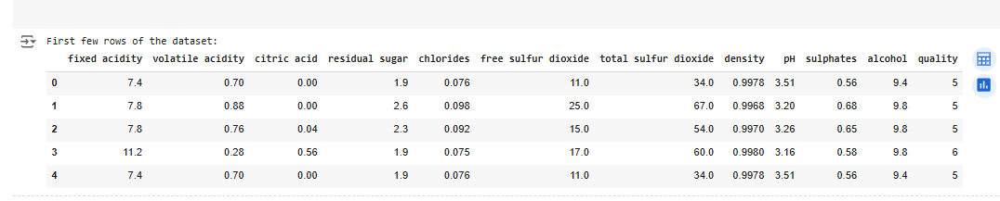 First few rows of the dataset:
fixed acidity volatile acidity citric acid residual sugar chlorides free sulfur dioxide total sulfur dioxide density pH sulphates alcohol quality
0 7.4 0.70 0.00 1.9 0.076 11.0 34.0 0.9978 3.51 0.56 9.4 5
1 7.8 0.88 0.00 2.6 0.098 25.0 67.0 0.9968 3.20 0.68 9.8 5
2 7.8 0.76 0.04 2.3 0.092 15.0 54.0 0.9970 3.26 0.65 9.8 5
3 11.2 0.28 0.56 1.9 0.075 17.0 60.0 0.9980 3.16 0.58 9.8 6
4 7.4 0.70 0.00 1.9 0.076 11.0 34.0 0.9978 3.51 0.56 9.4 5